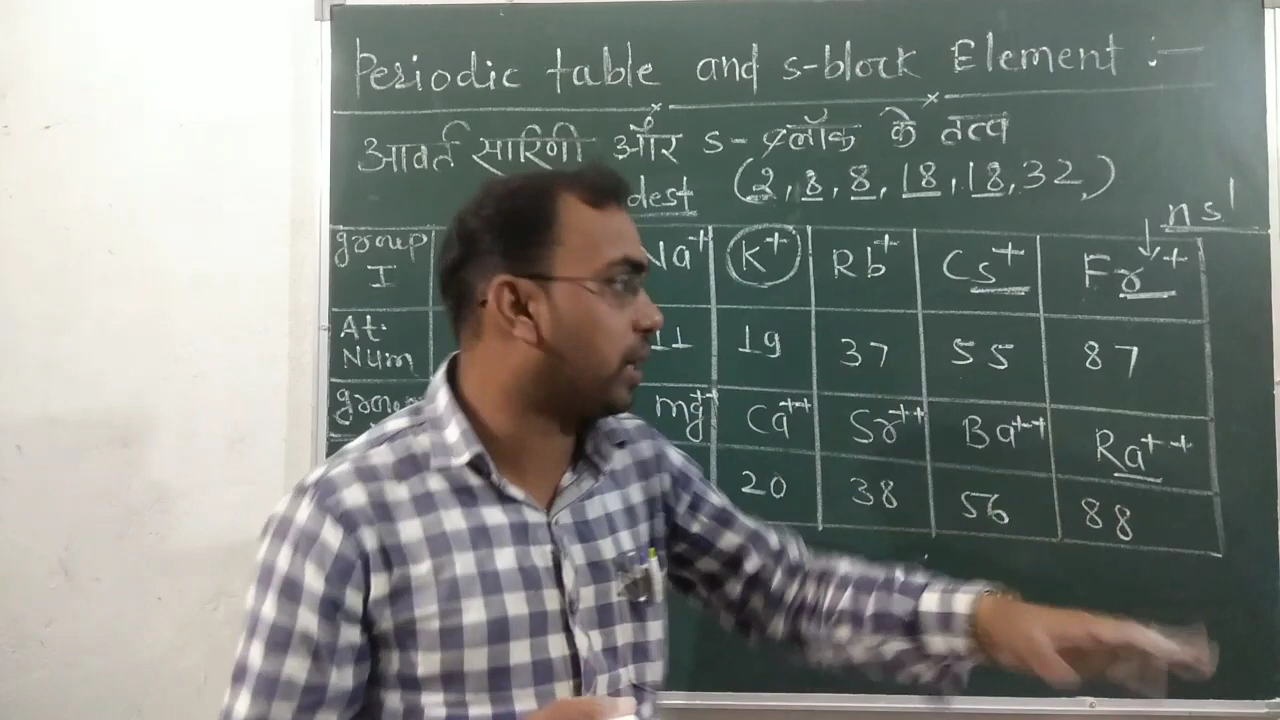 Periodic table and s-block Element :-
आवर्त सारिणी और s-ब्लॉक के तत्व
dest (2, 8, 8, 18, 18, 32,)
ns¹
group I Na⁺ K⁺ Rb⁺ Cs⁺ Fr⁺
At. Num 11 19 37 55 87
group mg⁺⁺ Ca⁺⁺ Sr⁺⁺ Ba⁺⁺ Ra⁺⁺
20 38 56 88